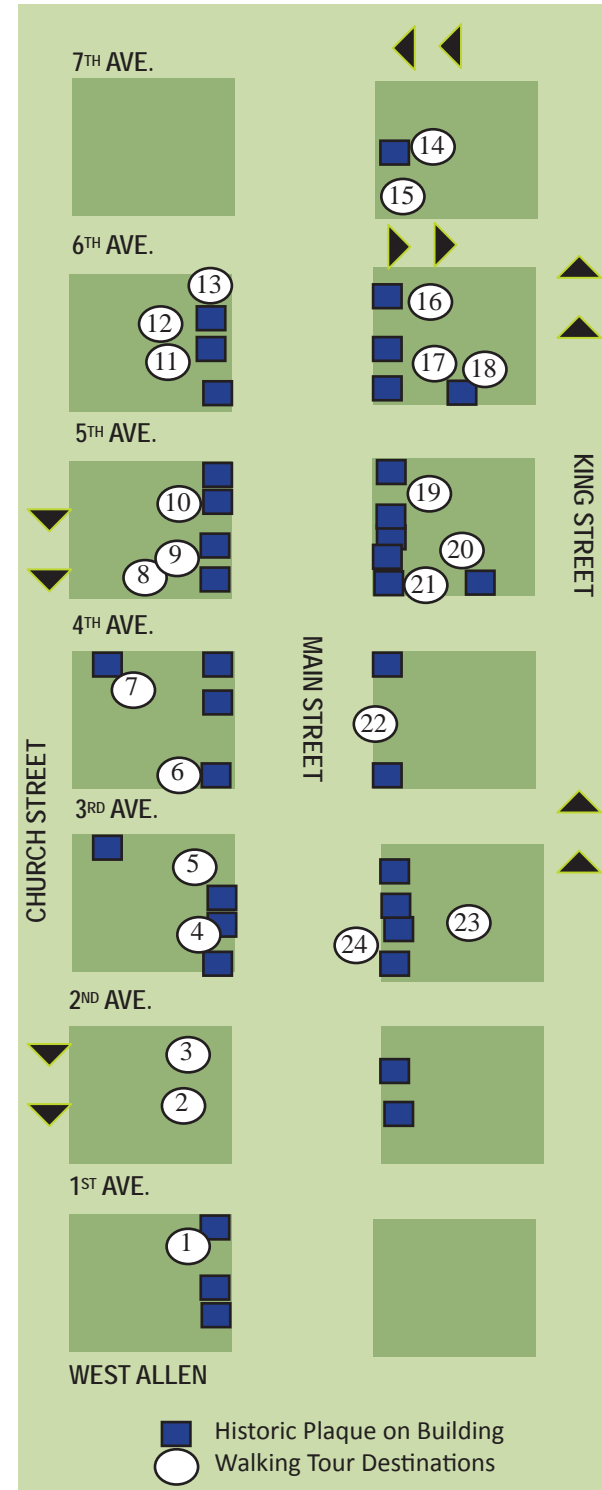 7TH AVE.
14
15
6TH AVE.
13
16
12
11
17
18
5TH AVE.
KING STREET
10
19
9
20
8
21
4TH AVE.
MAIN STREET
7
22
6
CHURCH STREET
3RD AVE.
5
4
24
23
2ND AVE.
3
2
1ST AVE.
1
WEST ALLEN
Historic Plaque on Building
Walking Tour Destinations